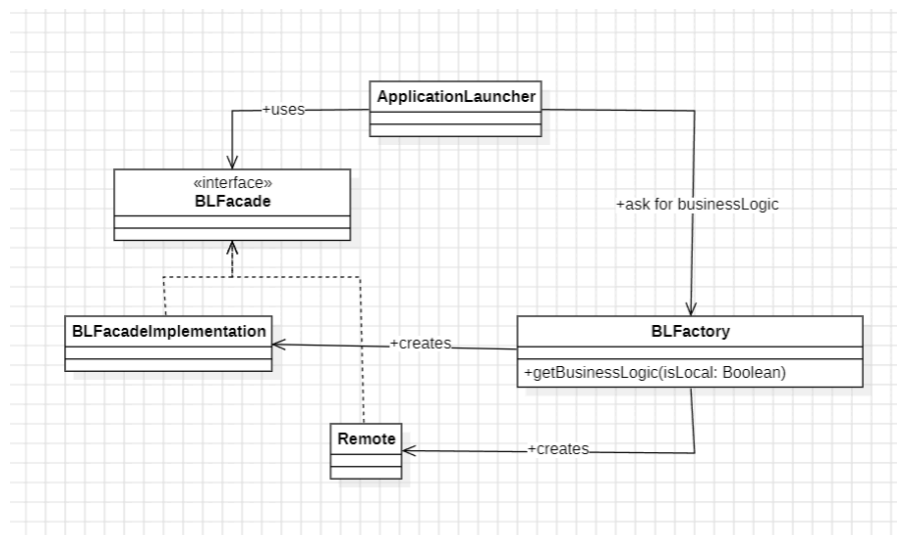 ApplicationLauncher
+uses
«interface»
BLFacade
+ask for businessLogic
BLFacadeImplementation
+creates
BLFactory
+getBusinessLogic(isLocal: Boolean)
Remote
+creates